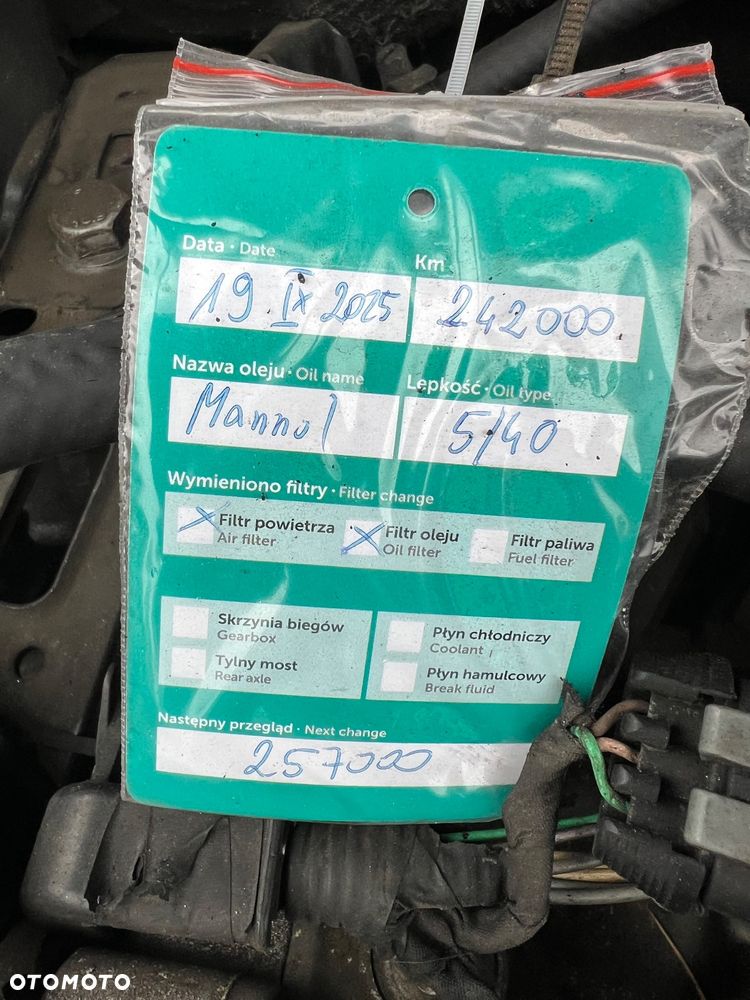 Data · Date
Km
19 IX 2025
242000
Nazwa oleju · Oil name
Lepkość · Oil type
Mannol
5/40
Wymieniono filtry · Filter change
Filtr powietrza
Air filter
Filtr oleju
Oil filter
Filtr paliwa
Fuel filter
Skrzynia biegów
Gearbox
Płyn chłodniczy
Coolant
Tylny most
Rear axle
Płyn hamulcowy
Break fluid
Następny przegląd · Next change
257000
OTOMOTO